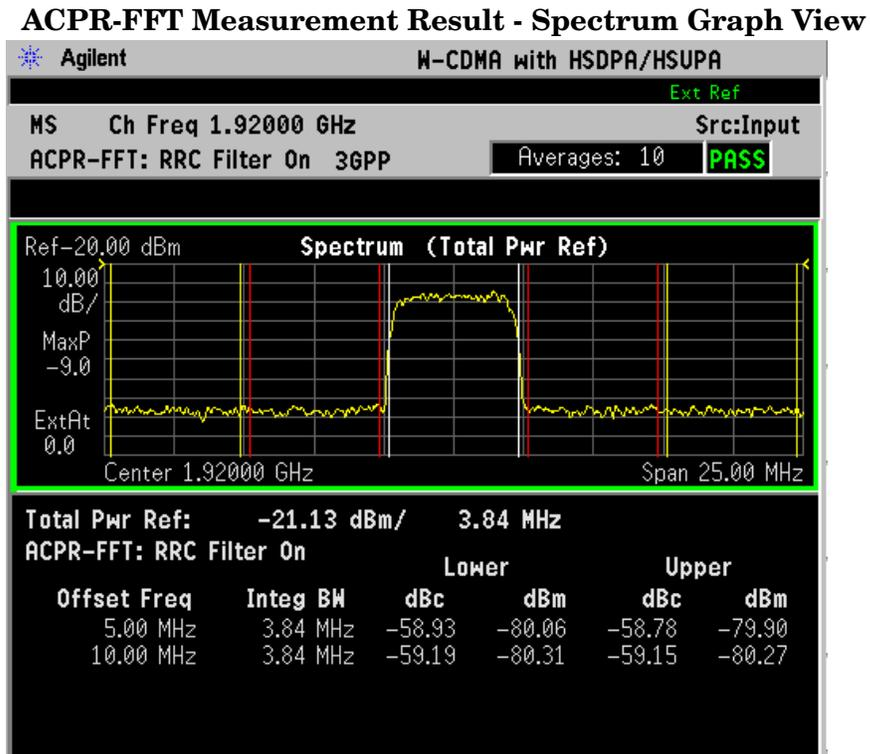 ACPR-FFT Measurement Result - Spectrum Graph View
Agilent W-CDMA with HSDPA/HSUPA
Ext Ref
MS Ch Freq 1.92000 GHz Src:Input
ACPR-FFT: RRC Filter On 3GPP Averages: 10 PASS
Ref-20.00 dBm Spectrum (Total Pwr Ref)
10.00
dB/
MaxP
-9.0
ExtAt
0.0
Center 1.92000 GHz Span 25.00 MHz
Total Pwr Ref: -21.13 dBm/ 3.84 MHz
ACPR-FFT: RRC Filter On
Lower Upper
Offset Freq Integ BW dBc dBm dBc dBm
5.00 MHz 3.84 MHz -58.93 -80.06 -58.78 -79.90
10.00 MHz 3.84 MHz -59.19 -80.31 -59.15 -80.27